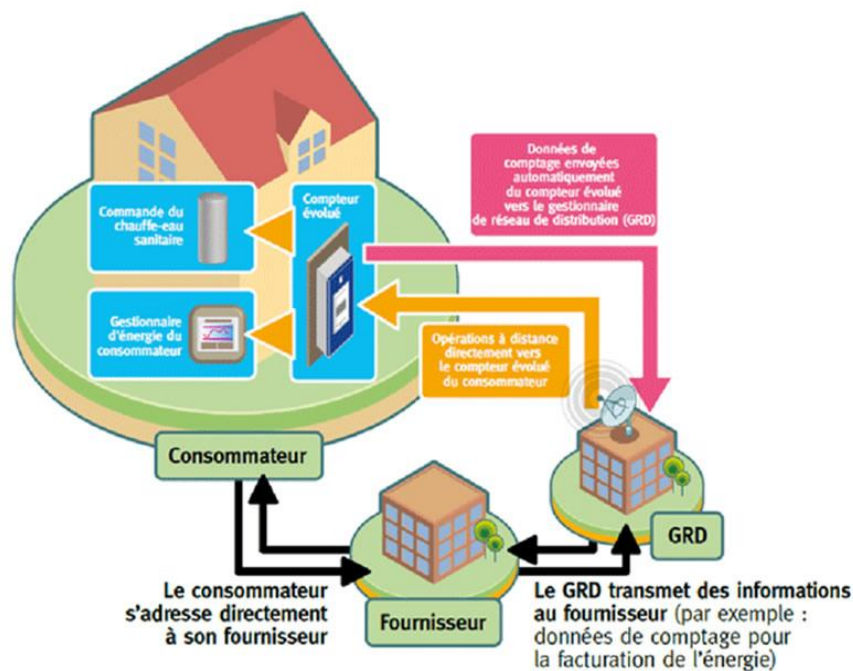 Données de
comptage envoyées
automatiquement
du compteur évolué
vers le gestionnaire
de réseau de distribution (GRD)
Commande du
chauffe-eau
sanitaire
Compteur
évolué
Gestionnaire
d'énergie du
consommateur
Opérations à distance
directement vers
le compteur évolué
du consommateur
Consommateur
GRD
Fournisseur
Le consommateur
s'adresse directement
à son fournisseur
Le GRD transmet des informations
au fournisseur (par exemple :
données de comptage pour
la facturation de l'énergie)